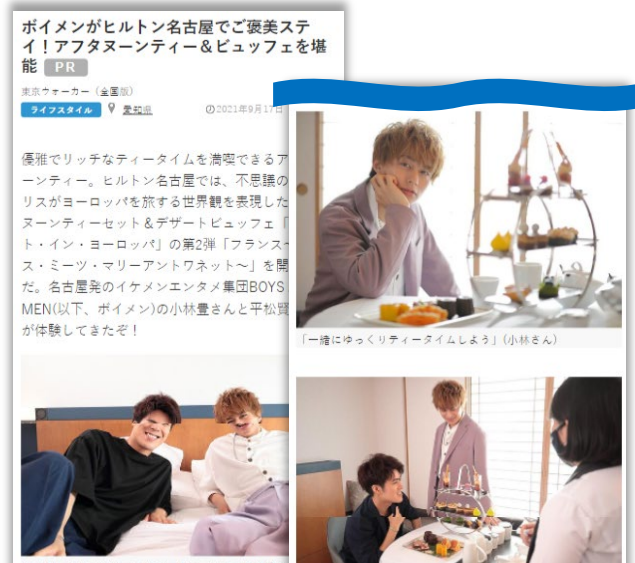 ボイメンがヒルトン名古屋でご褒美ステ
イ！アフタヌーンティー＆ビュッフェを堪
能 PR
東京ウォーカー（全国版）
ライフスタイル 愛知県 2021年9月17日
優雅でリッチなティータイムを満喫できるア
ーンティー。ヒルトン名古屋では、不思議の
リスがヨーロッパを旅する世界観を表現した
ヌーンティーセット＆デザートビュッフェ「
ト・イン・ヨーロッパ」の第2弾「フランス～
ス・ミーツ・マリーアントワネット～」を開
だ。名古屋発のイケメンエンタメ集団BOYS
MEN(以下、ボイメン)の小林豊さんと平松賢
が体験してきたぞ！
「一緒にゆっくりティータイムしよう」(小林さん)